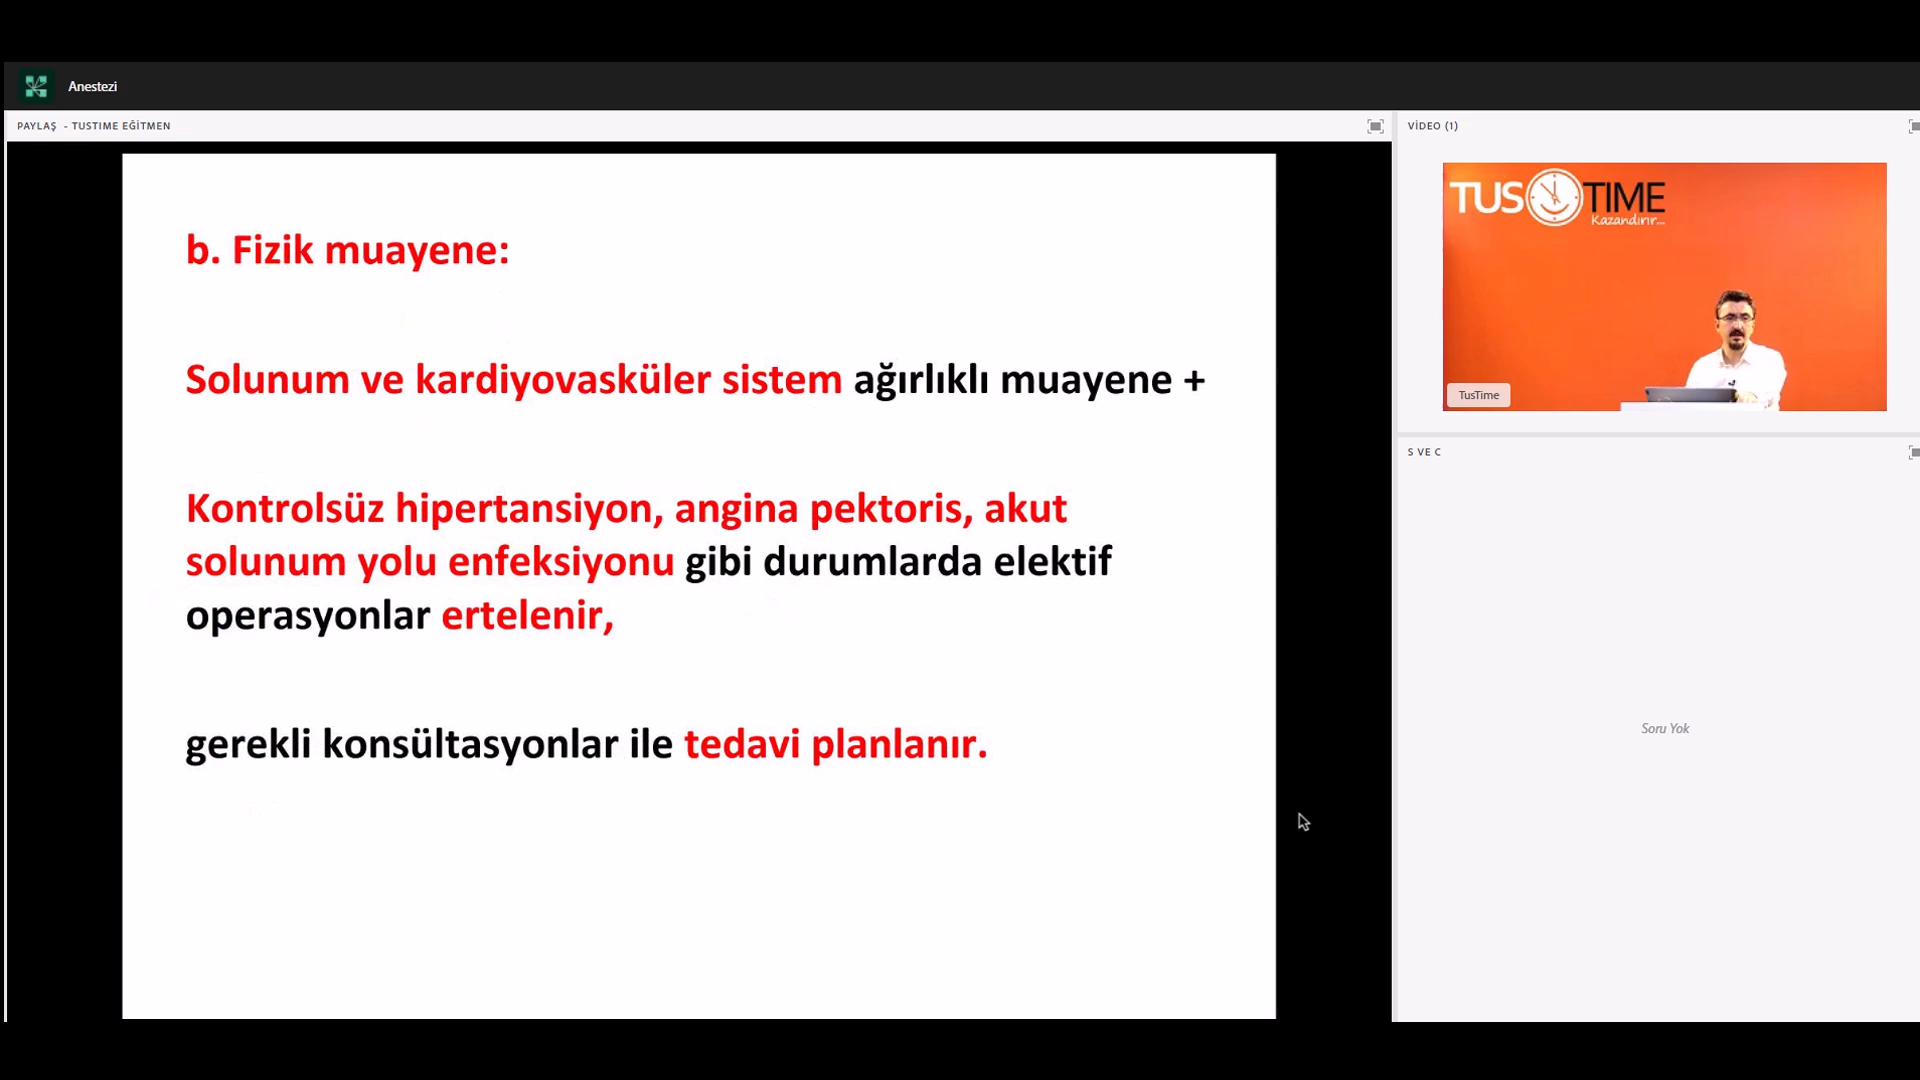 Anestezi
PAYLAŞ - TUSTIME EĞİTMEN
b. Fizik muayene:
Solunum ve kardiyovasküler sistem ağırlıklı muayene +
Kontrolsüz hipertansiyon, angina pektoris, akut
solunum yolu enfeksiyonu gibi durumlarda elektif
operasyonlar ertelenir,
gerekli konsültasyonlar ile tedavi planlanır.
VİDEO (1)
TUS TIME
Kazandırır...
TusTime
S VE C
Soru Yok